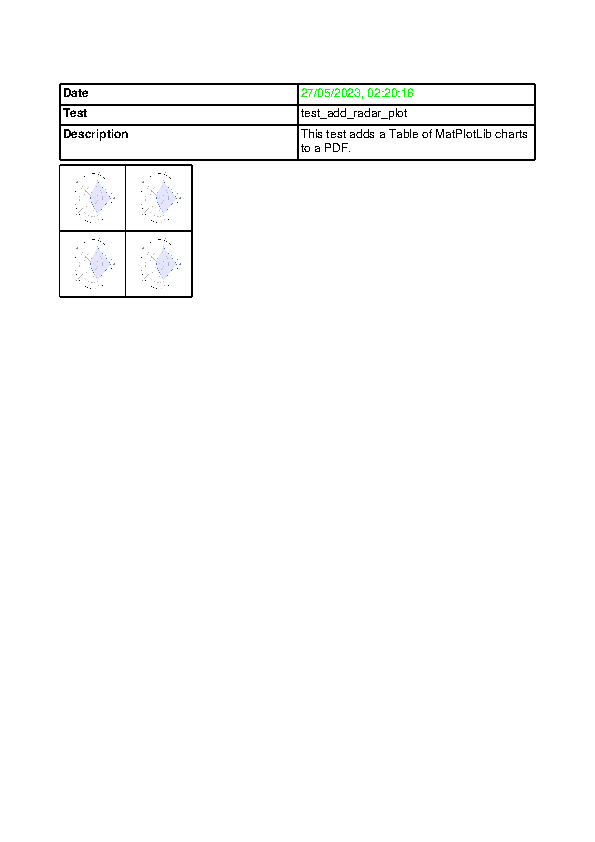 Date 27/05/2023, 02:20:16
Test test_add_radar_plot
Description This test adds a Table of MatPlotLib charts
to a PDF.